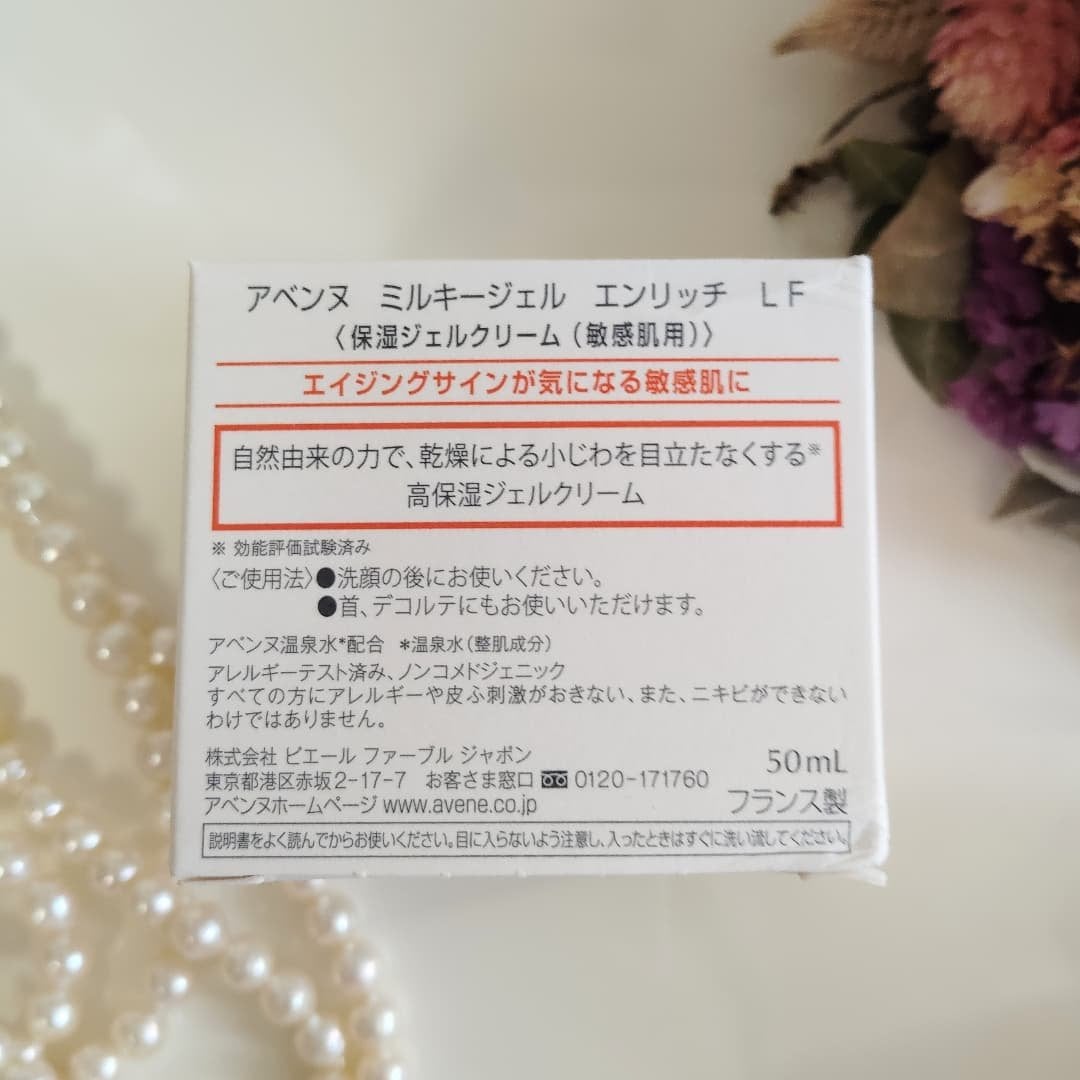 アベンヌ ミルキージェル エンリッチ LF
〈保湿ジェルクリーム（敏感肌用）〉
エイジングサインが気になる敏感肌に
自然由来の力で、乾燥による小じわを目立たなくする※
高保湿ジェルクリーム
※ 効能評価試験済み
〈ご使用法〉●洗顔の後にお使いください。
●首、デコルテにもお使いいただけます。
アベンヌ温泉水*配合 *温泉水（整肌成分）
アレルギーテスト済み、ノンコメドジェニック
すべての方にアレルギーや皮ふ刺激がおきない、また、ニキビができない
わけではありません。
株式会社 ピエール ファーブル ジャポン
東京都港区赤坂2-17-7 お客さま窓口 0120-171760
アベンヌホームページ www.avene.co.jp
50mL
フランス製
説明書をよく読んでからお使いください。目に入らないよう注意し、入ったときはすぐに洗い流してください。